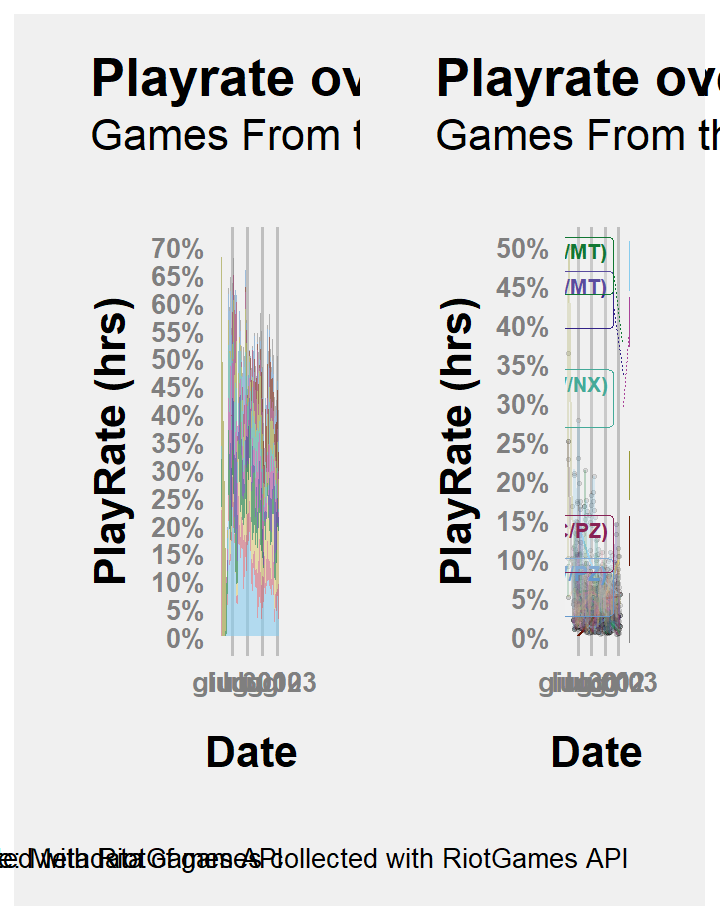 Playrate ov
Playrate ove
Games From t
Games From th
70%
65%
60%
55%
50%
45%
40%
35%
30%
25%
20%
15%
10%
5%
0%
PlayRate (hrs)
Date
50%
45%
40%
35%
30%
25%
20%
15%
10%
5%
0%
PlayRate (hrs)
/MT)
/MT)
/NX)
/PZ)
Date
collected with RiotGames API